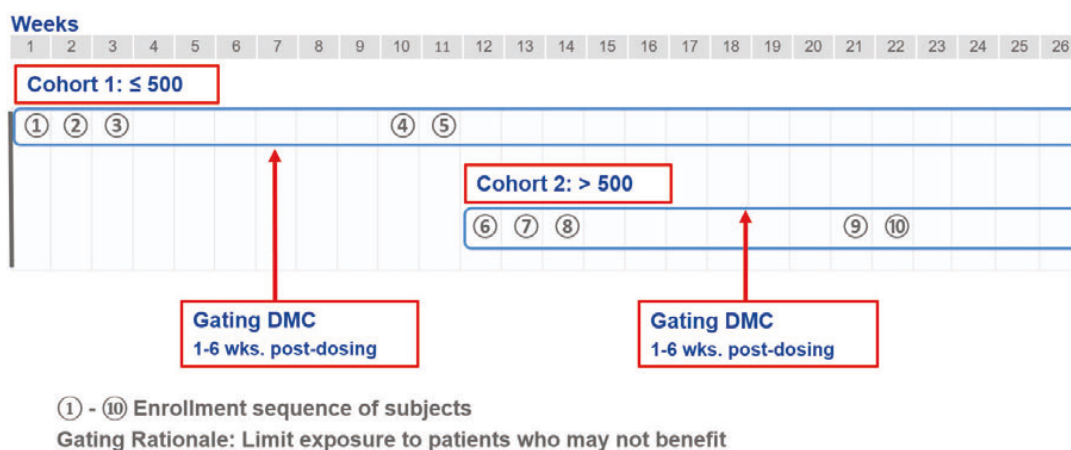 Weeks
1 2 3 4 5 6 7 8 9 10 11 12 13 14 15 16 17 18 19 20 21 22 23 24 25 26
Cohort 1: ≤ 500
① ② ③ ④ ⑤
Cohort 2: > 500
⑥ ⑦ ⑧ ⑨ ⑩
Gating DMC
1-6 wks. post-dosing
Gating DMC
1-6 wks. post-dosing
① - ⑩ Enrollment sequence of subjects
Gating Rationale: Limit exposure to patients who may not benefit